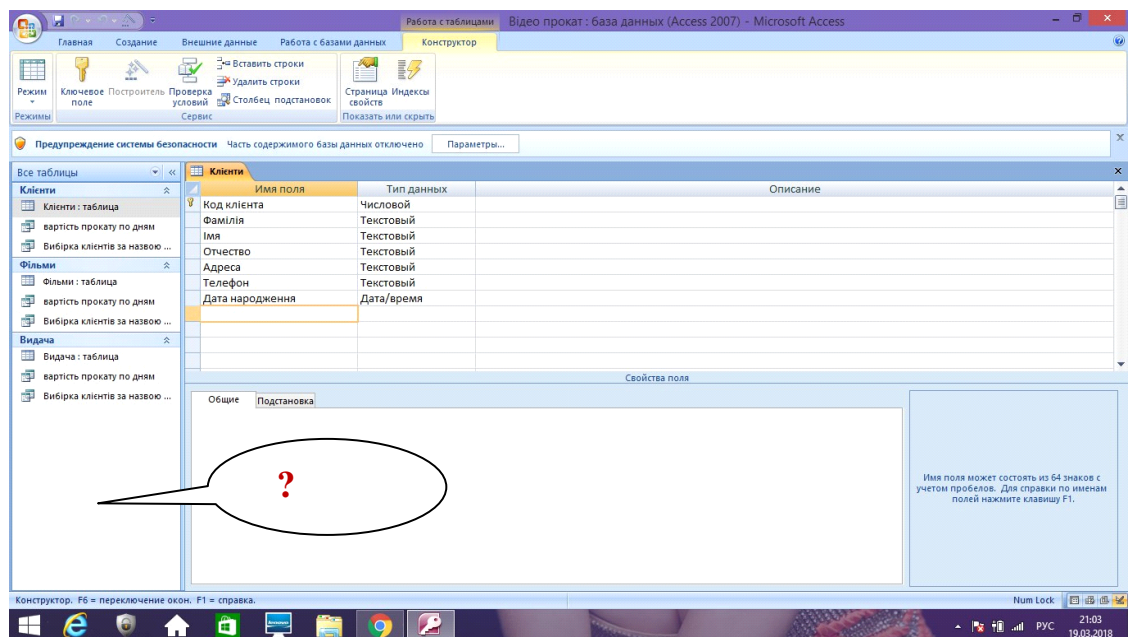 Работа с таблицами
Відео прокат : база данных (Access 2007) - Microsoft Access
Главная
Создание
Внешние данные
Работа с базами данных
Конструктор
Режим
Ключевое поле
Построитель
Проверка условий
Вставить строки
Удалить строки
Столбец подстановок
Страница свойств
Индексы
Режимы
Сервис
Показать или скрыть
Предупреждение системы безопасности
Часть содержимого базы данных отключено
Параметры...
Все таблицы
Клієнти
Клієнти : таблица
вартість прокату по дням
Вибірка клієнтів за назвою ...
Фільми
Фільми : таблица
вартість прокату по дням
Вибірка клієнтів за назвою ...
Видача
Видача : таблица
вартість прокату по дням
Вибірка клієнтів за назвою ...
Клієнти
Имя поля Тип данных Описание
Код клієнта Числовой
Фамілія Текстовый
Імя Текстовый
Отчество Текстовый
Адреса Текстовый
Телефон Текстовый
Дата народження Дата/время
Свойства поля
Общие
Подстановка
?
Имя поля может состоять из 64 знаков с
учетом пробелов. Для справки по именам
полей нажмите клавишу F1.
Конструктор. F6 = переключение окон. F1 = справка.
Num Lock
РУС
21:03
19.03.2018